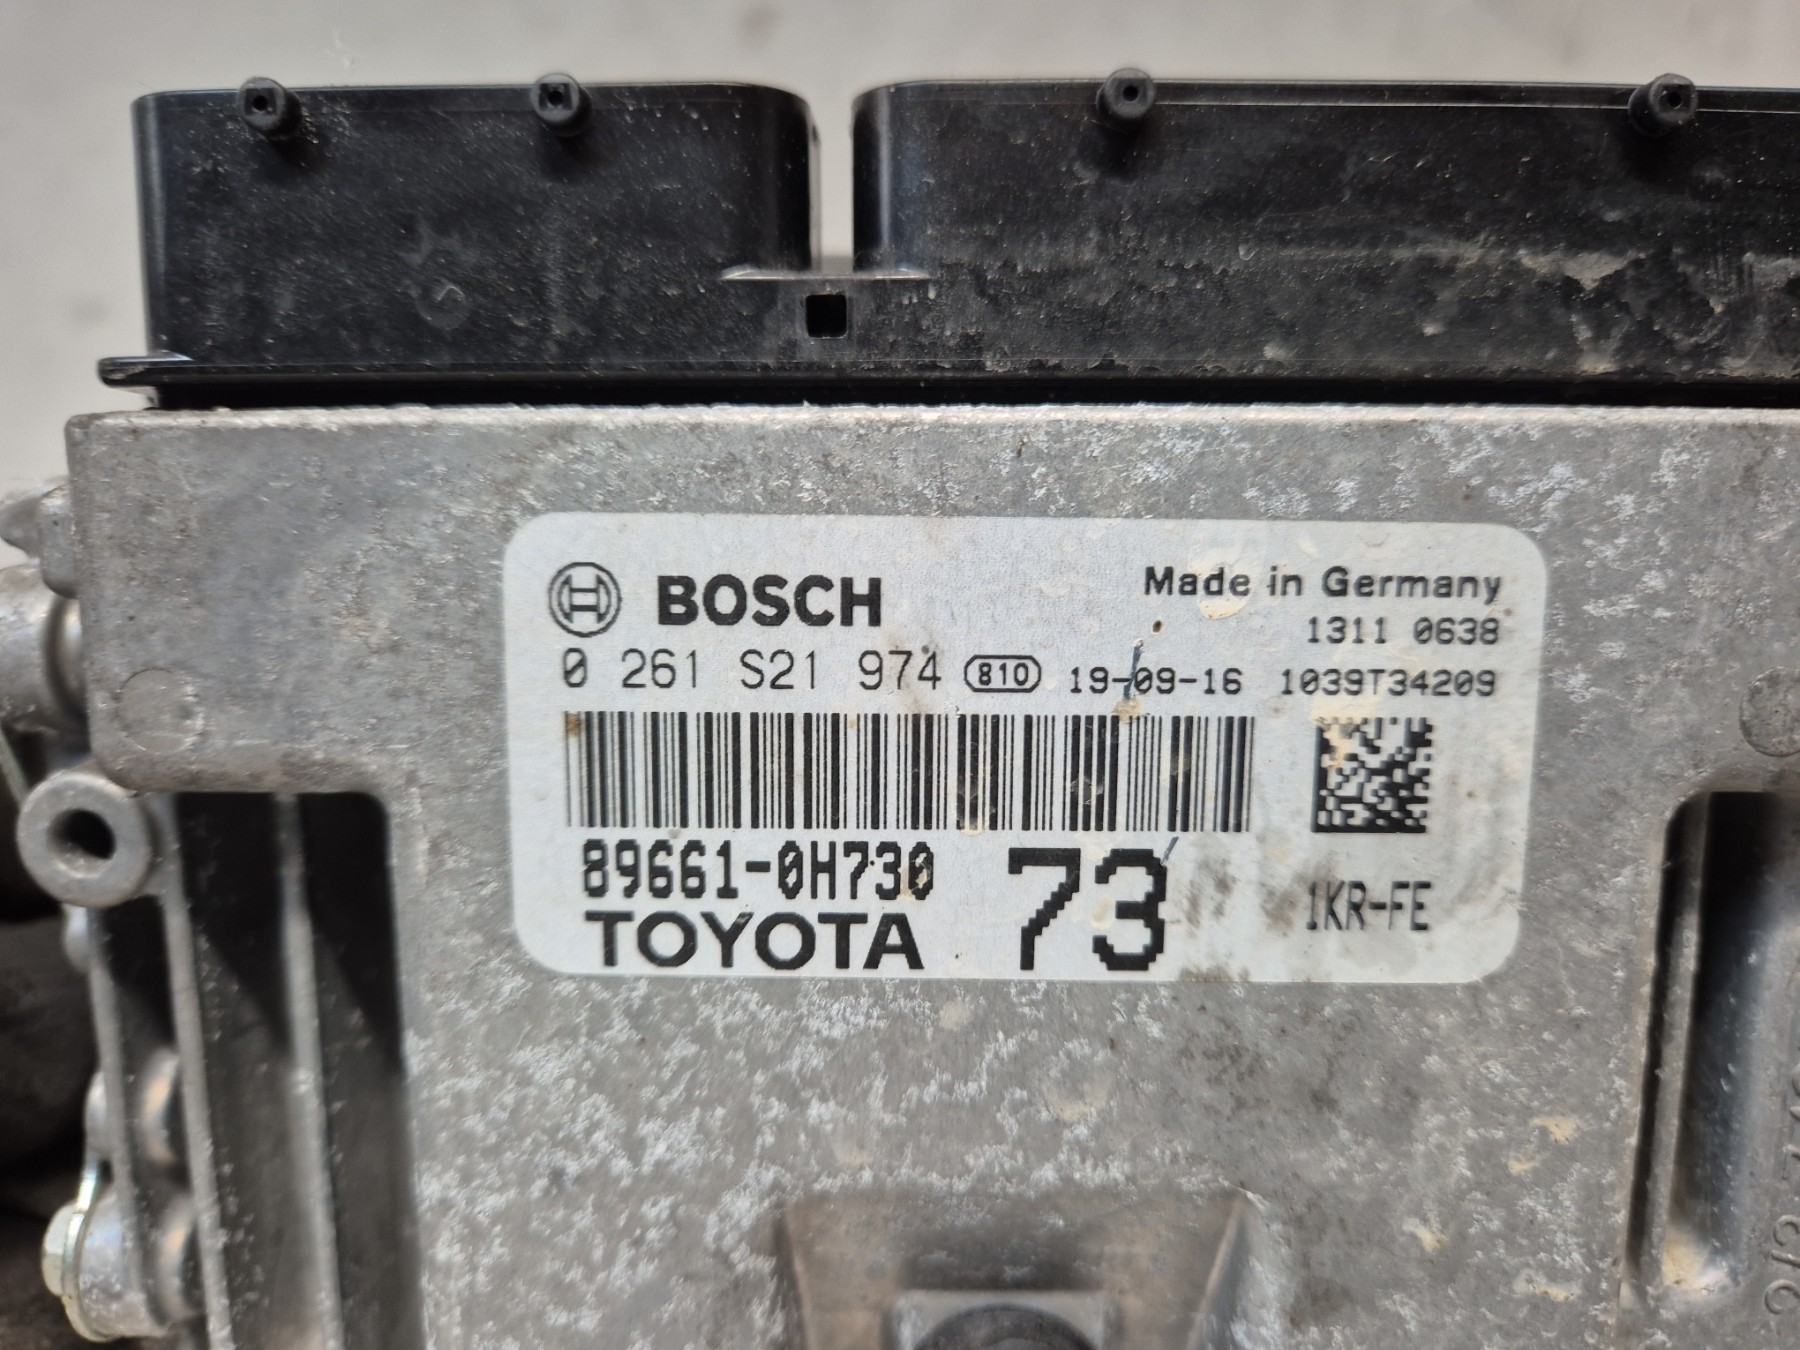 BOSCH
Made in Germany
1311 0638
0 261 S21 974 810 19-09-16 1039T34209
89661-0H730
TOYOTA
73
1KR-FE